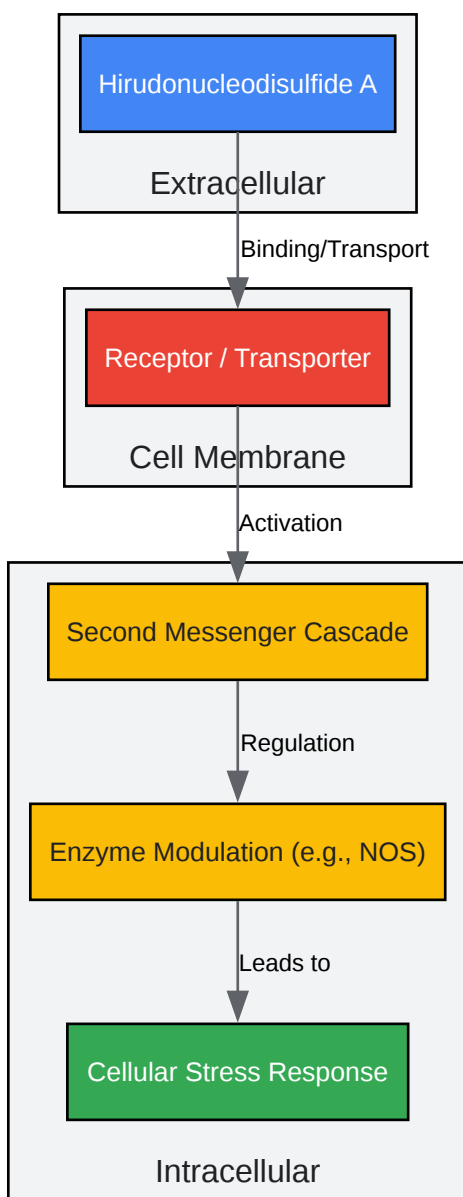 Hirudonucleodisulfide A
Extracellular
Binding/Transport
Receptor / Transporter
Cell Membrane
Activation
Second Messenger Cascade
Regulation
Enzyme Modulation (e.g., NOS)
Leads to
Cellular Stress Response
Intracellular